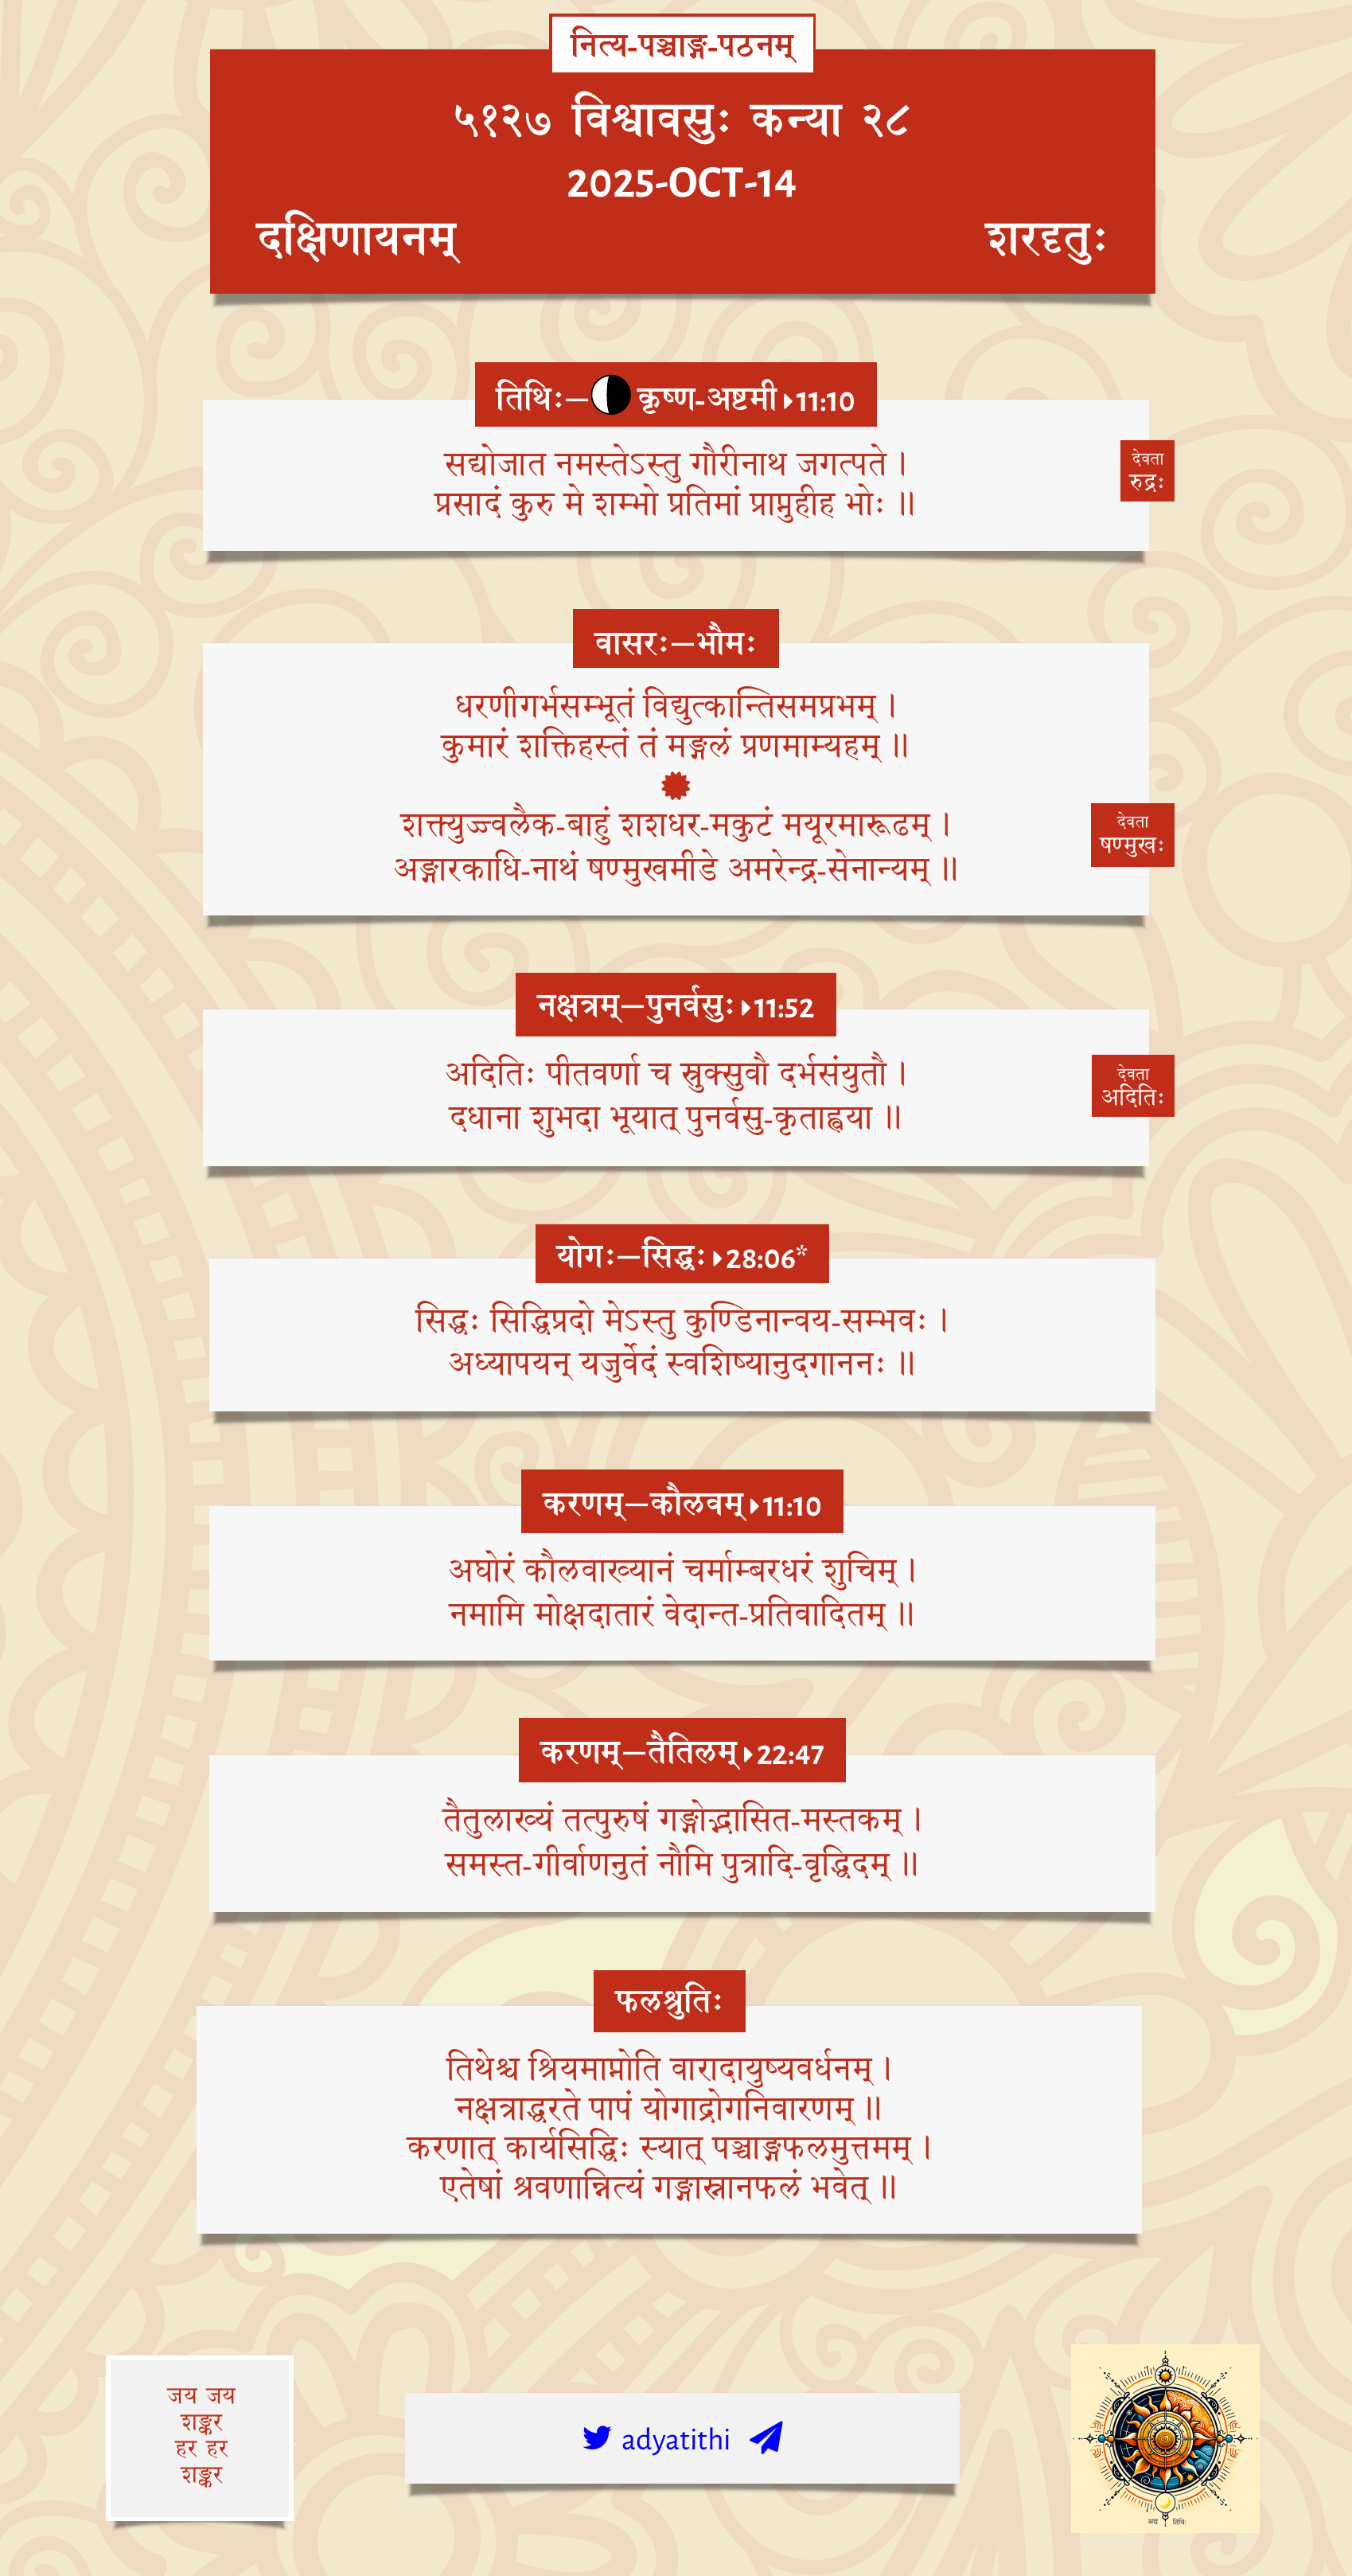 नित्य-पञ्चाङ्ग-पठनम्
५१२७ विश्वावसुः कन्या २८
2025-OCT-14
दक्षिणायनम्
शरदृतुः
तिथिः—कृष्ण-अष्टमी 11:10
सद्योजात नमस्तेऽस्तु गौरीनाथ जगत्पते ।
प्रसादं कुरु मे शम्भो प्रतिमां प्राप्नुहीह भोः ॥
देवता
रुद्रः
वासरः—भौमः
धरणीगर्भसम्भूतं विद्युत्कान्तिसमप्रभम् ।
कुमारं शक्तिहस्तं तं मङ्गलं प्रणमाम्यहम् ॥
शक्त्युज्ज्वलैक-बाहुं शशधर-मकुटं मयूरमारूढम् ।
अङ्गारकाधि-नाथं षण्मुखमीडे अमरेन्द्र-सेनान्यम् ॥
देवता
षण्मुखः
नक्षत्रम्—पुनर्वसुः 11:52
अदितिः पीतवर्णा च स्रुक्सुवौ दर्भसंयुतौ ।
दधाना शुभदा भूयात् पुनर्वसु-कृताह्वया ॥
देवता
अदितिः
योगः—सिद्धः 28:06*
सिद्धः सिद्धिप्रदो मेऽस्तु कुण्डिनान्वय-सम्भवः ।
अध्यापयन् यजुर्वेदं स्वशिष्यानुदगाननः ॥
करणम्—कौलवम् 11:10
अघोरं कौलवाख्यानं चर्माम्बरधरं शुचिम् ।
नमामि मोक्षदातारं वेदान्त-प्रतिवादितम् ॥
करणम्—तैतिलम् 22:47
तैतुलाख्यं तत्पुरुषं गङ्गोद्भासित-मस्तकम् ।
समस्त-गीर्वाणनुतं नौमि पुत्रादि-वृद्धिदम् ॥
फलश्रुतिः
तिथेश्च श्रियमाप्नोति वारादायुष्यवर्धनम् ।
नक्षत्राद्धरते पापं योगाद्रोगनिवारणम् ॥
करणात् कार्यसिद्धिः स्यात् पञ्चाङ्गफलमुत्तमम् ।
एतेषां श्रवणान्नित्यं गङ्गास्नानफलं भवेत् ॥
जय जय
शङ्कर
हर हर
शङ्कर
adyatithi
अद्य तिथिः